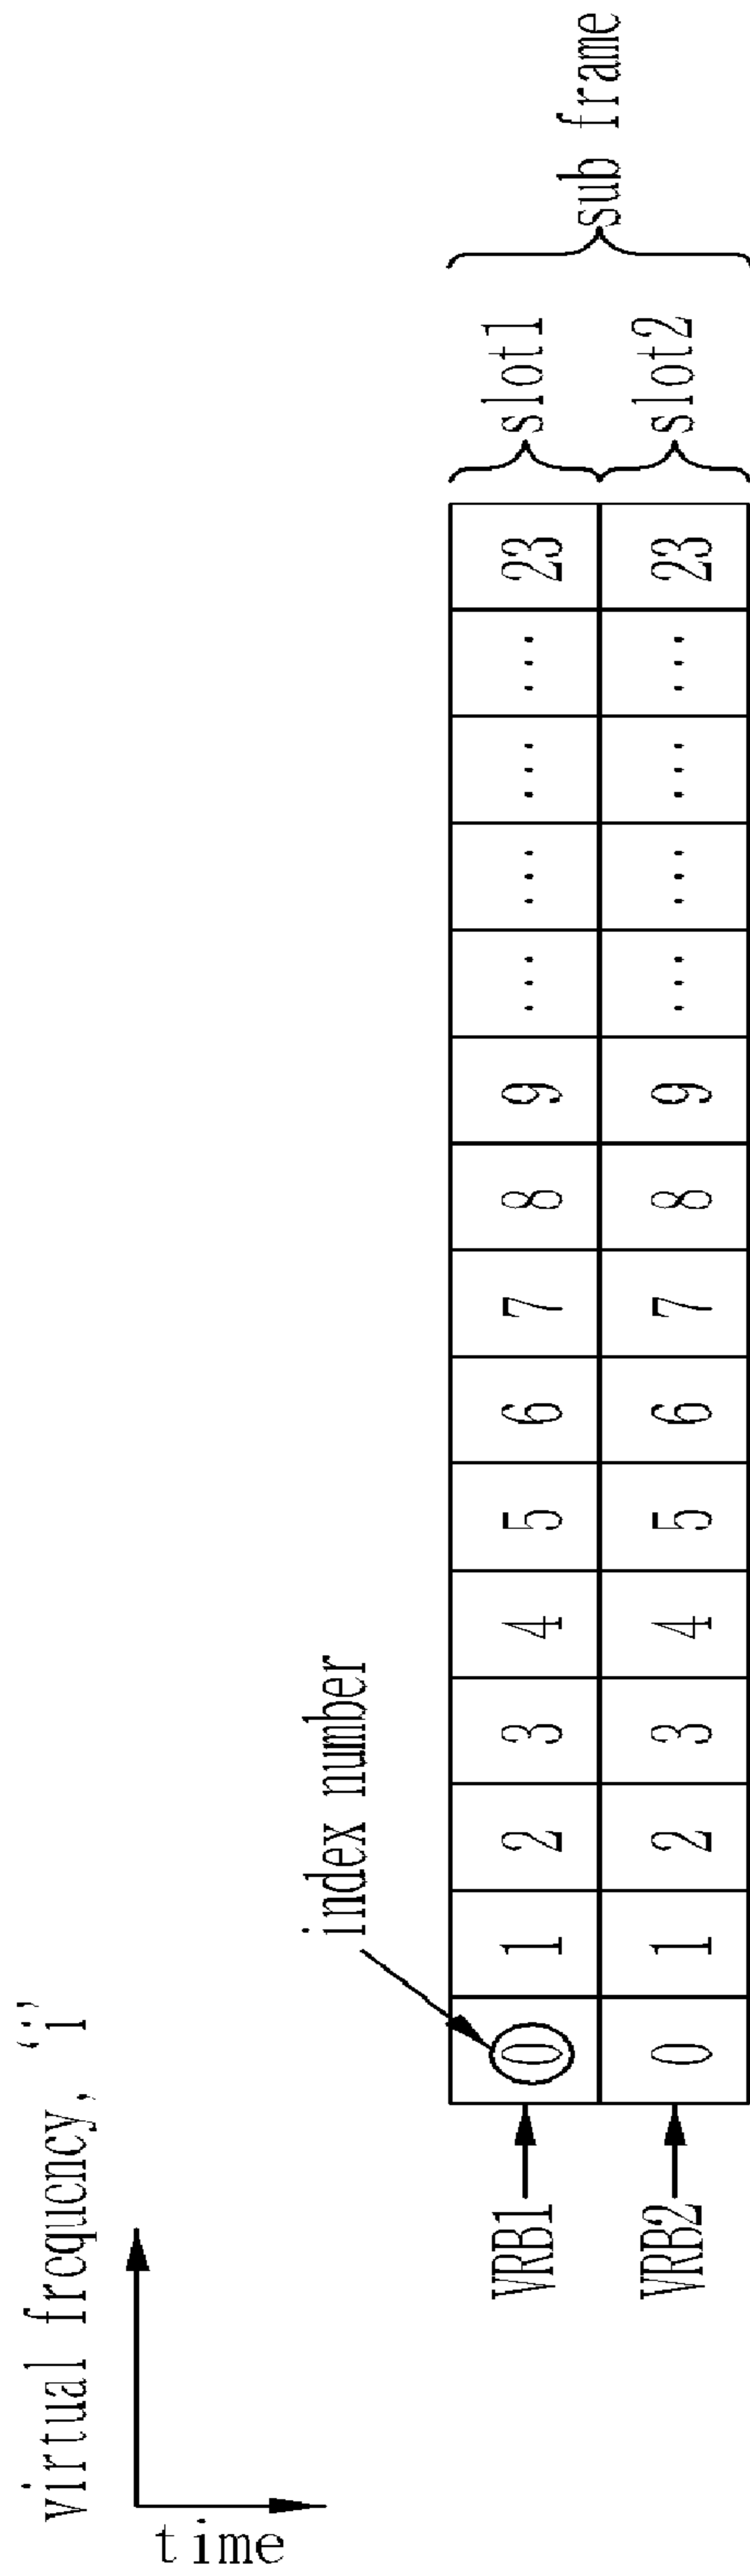 virtual frequency, ‘i’
time
index number
VRB1 0 1 2 3 4 5 6 7 8 9 ... ... ... ... 23 slot1
VRB2 0 1 2 3 4 5 6 7 8 9 ... ... ... ... 23 slot2
sub frame